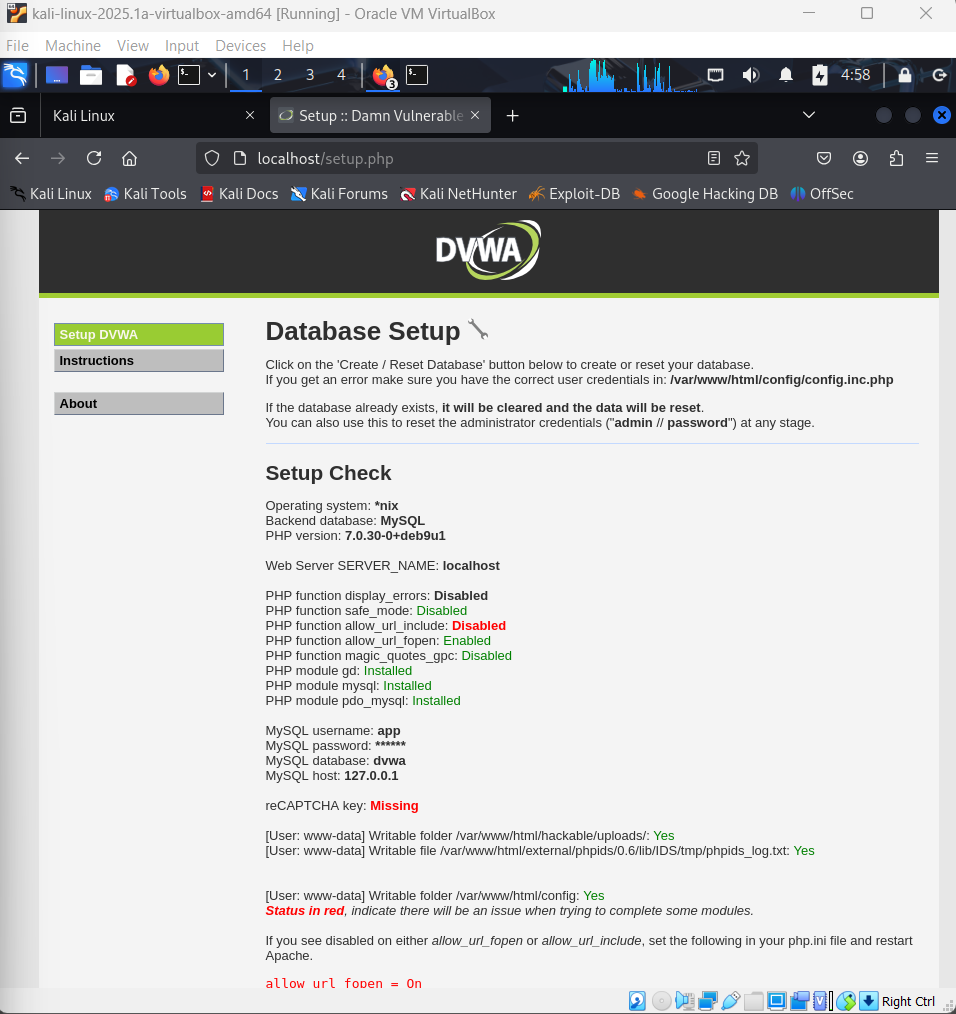 kali-linux-2025.1a-virtualbox-amd64 [Running] - Oracle VM VirtualBox
File Machine View Input Devices Help
1 2 3 4 3 4:58
Kali Linux Setup :: Damn Vulnerable
localhost/setup.php
Kali Linux Kali Tools Kali Docs Kali Forums Kali NetHunter Exploit-DB Google Hacking DB OffSec
DVWA
Setup DVWA
Instructions
About
Database Setup
Click on the 'Create / Reset Database' button below to create or reset your database.
If you get an error make sure you have the correct user credentials in: /var/www/html/config/config.inc.php
If the database already exists, it will be cleared and the data will be reset.
You can also use this to reset the administrator credentials ("admin // password") at any stage.
Setup Check
Operating system: *nix
Backend database: MySQL
PHP version: 7.0.30-0+deb9u1
Web Server SERVER_NAME: localhost
PHP function display_errors: Disabled
PHP function safe_mode: Disabled
PHP function allow_url_include: Disabled
PHP function allow_url_fopen: Enabled
PHP function magic_quotes_gpc: Disabled
PHP module gd: Installed
PHP module mysql: Installed
PHP module pdo_mysql: Installed
MySQL username: app
MySQL password: ******
MySQL database: dvwa
MySQL host: 127.0.0.1
reCAPTCHA key: Missing
[User: www-data] Writable folder /var/www/html/hackable/uploads/: Yes
[User: www-data] Writable file /var/www/html/external/phpids/0.6/lib/IDS/tmp/phpids_log.txt: Yes
[User: www-data] Writable folder /var/www/html/config: Yes
Status in red, indicate there will be an issue when trying to complete some modules.
If you see disabled on either allow_url_fopen or allow_url_include, set the following in your php.ini file and restart
Apache.
allow_url_fopen = On
Right Ctrl